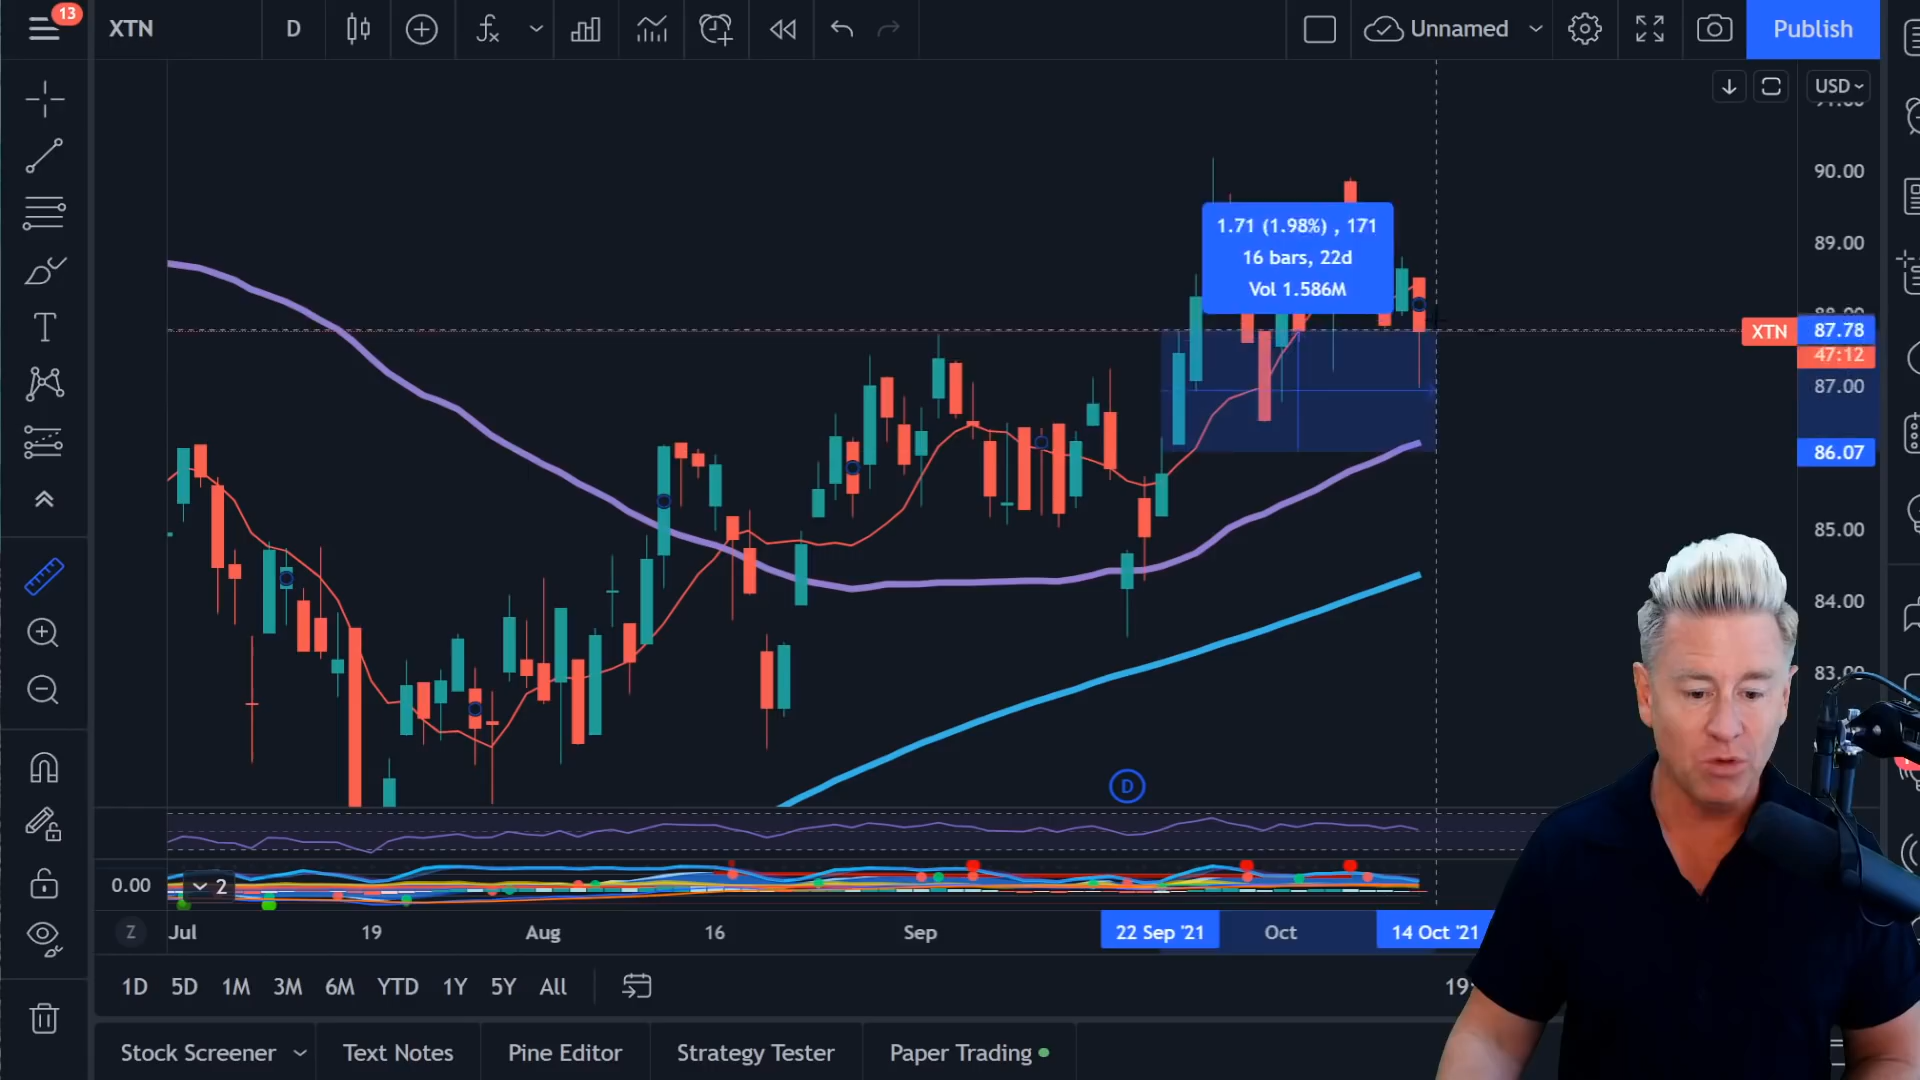 13
XTN
D
Unnamed
Publish
USD
90.00
89.00
1.71 (1.98%) , 171
16 bars, 22d
Vol 1.586M
XTN
87.78
47:12
87.00
86.07
85.00
84.00
83.00
T
D
0.00
2
Z
Jul
19
Aug
16
Sep
22 Sep '21
Oct
14 Oct '21
1D
5D
1M
3M
6M
YTD
1Y
5Y
All
19:
Stock Screener
Text Notes
Pine Editor
Strategy Tester
Paper Trading